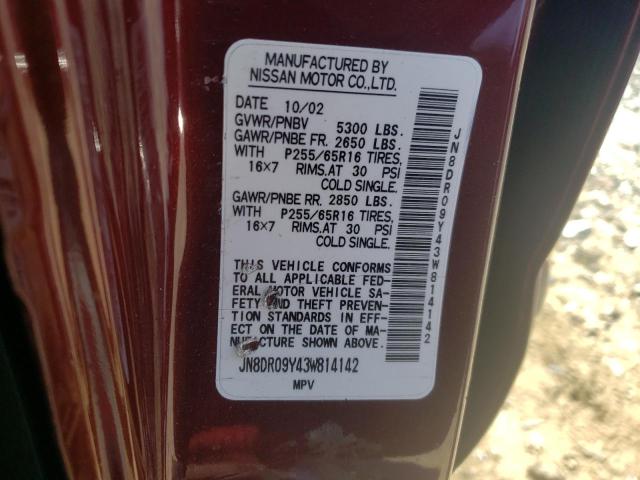 MANUFACTURED BY
NISSAN MOTOR CO.,LTD.
DATE 10/02
GVWR/PNBV 5300 LBS.
GAWR/PNBE FR. 2650 LBS.
WITH P255/65R16 TIRES,
16×7 RIMS,AT 30 PSI
COLD SINGLE.
GAWR/PNBE RR. 2850 LBS.
WITH P255/65R16 TIRES,
16×7 RIMS,AT 30 PSI
COLD SINGLE.
THIS VEHICLE CONFORMS
TO ALL APPLICABLE FED-
ERAL MOTOR VEHICLE SA-
FETY AND THEFT PREVEN-
TION STANDARDS IN EFF-
ECT ON THE DATE OF MA-
NUFACTURE SHOWN ABOVE.
JN8DR09Y43W814142
MPV
JN8DR09Y43W814142